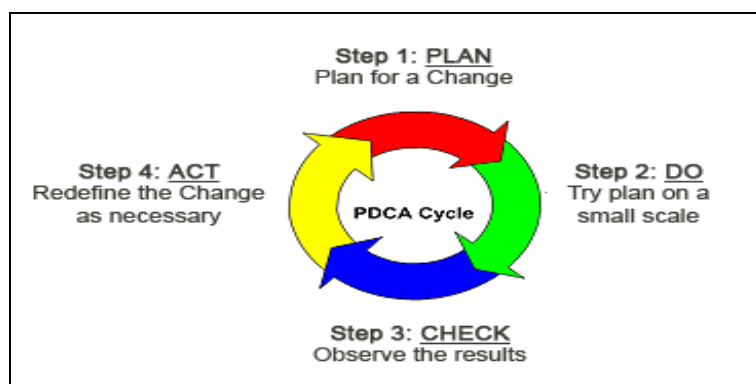 Step 1: PLAN
Plan for a Change
Step 4: ACT
Redefine the Change
as necessary
PDCA Cycle
Step 2: DO
Try plan on a
small scale
Step 3: CHECK
Observe the results